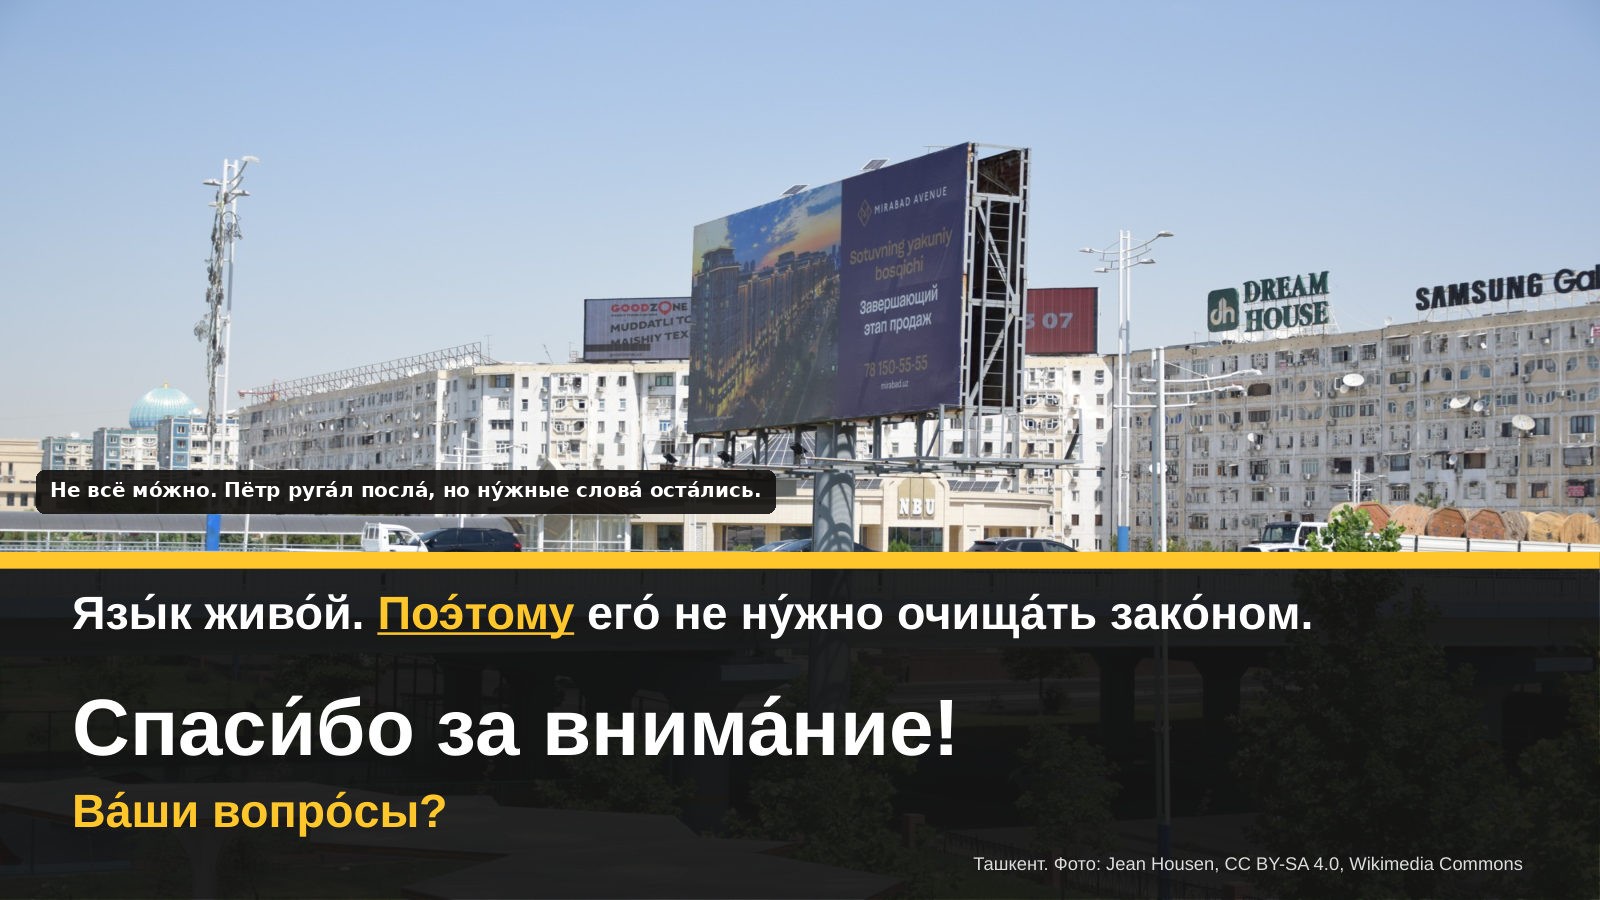 MIRABAD AVENUE
Sotuvning yakuniy
bosqichi
Завершающий
этап продаж
78 150-55-55
mirabad.uz
GOODZONE
MUDDATLI TO
MAISHIY TEX
3 07
DREAM
HOUSE
dh
SAMSUNG Gal
NBU
Не всё мо́жно. Пётр руга́л посла́, но ну́жные слова́ оста́лись.
Язы́к живо́й. Поэ́тому его́ не ну́жно очища́ть зако́ном.
Спаси́бо за внима́ние!
Ва́ши вопро́сы?
Ташкент. Фото: Jean Housen, CC BY-SA 4.0, Wikimedia Commons